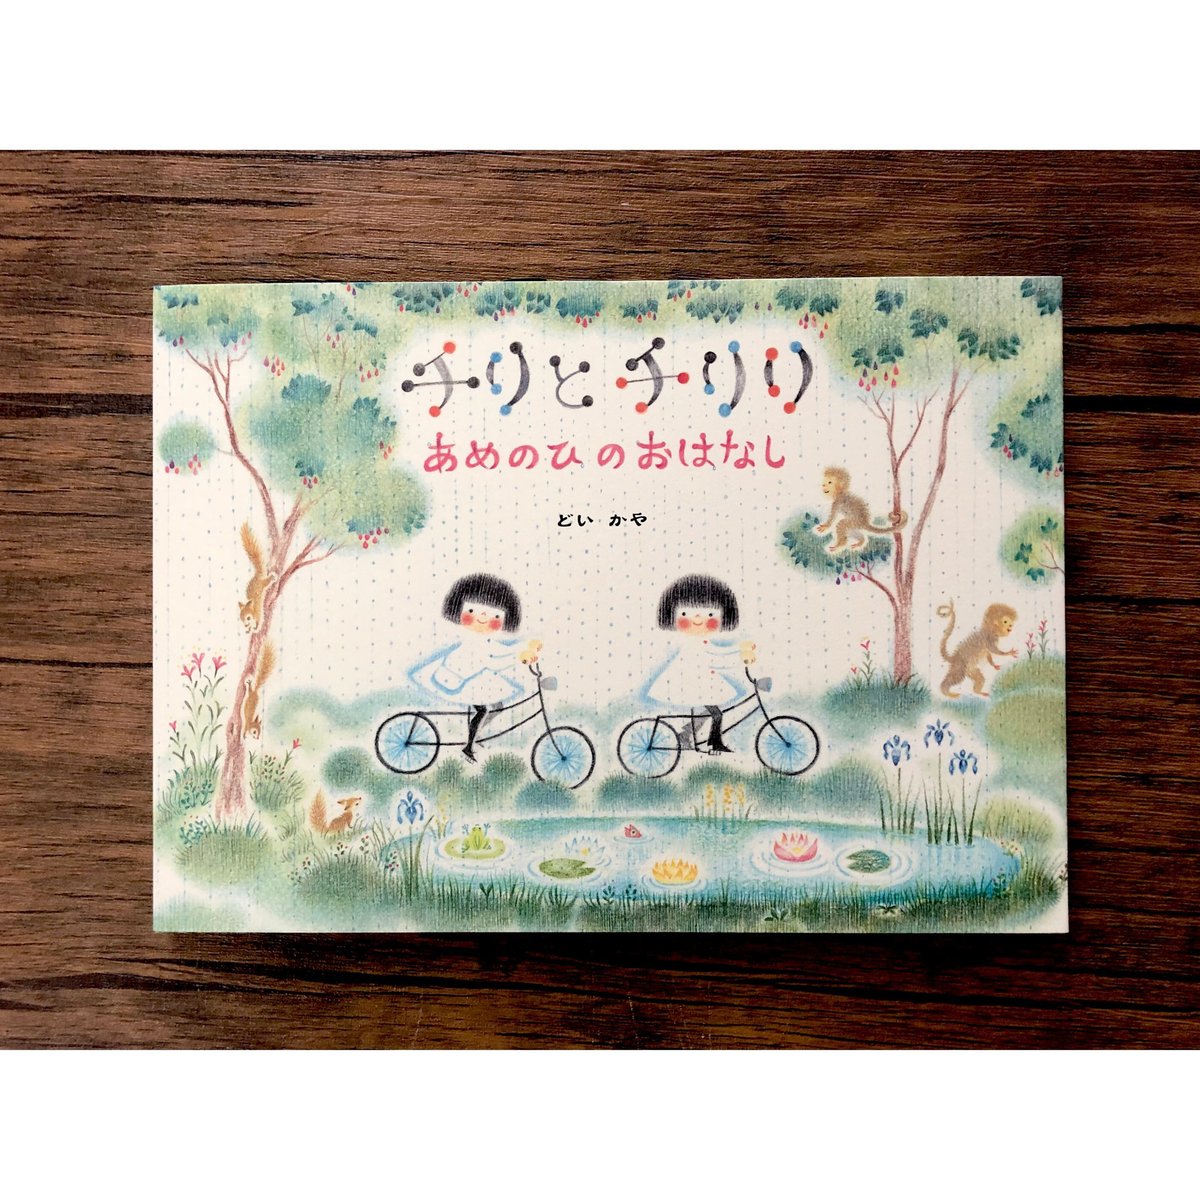 チリとチリリ
あめのひのおはなし
どい かや